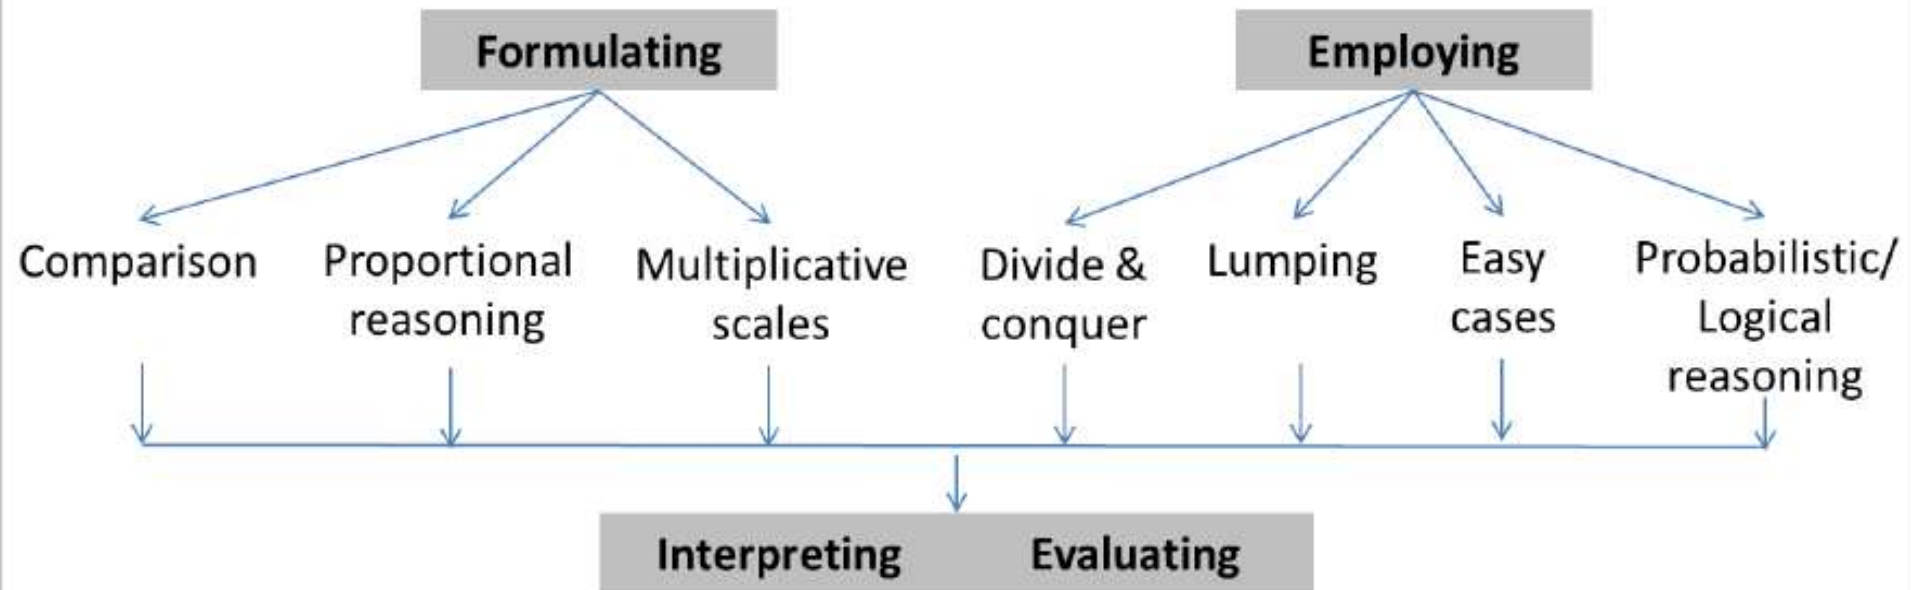 Formulating
Employing
Comparison
Proportional
reasoning
Multiplicative
scales
Divide &
conquer
Lumping
Easy
cases
Probabilistic/
Logical
reasoning
Interpreting Evaluating